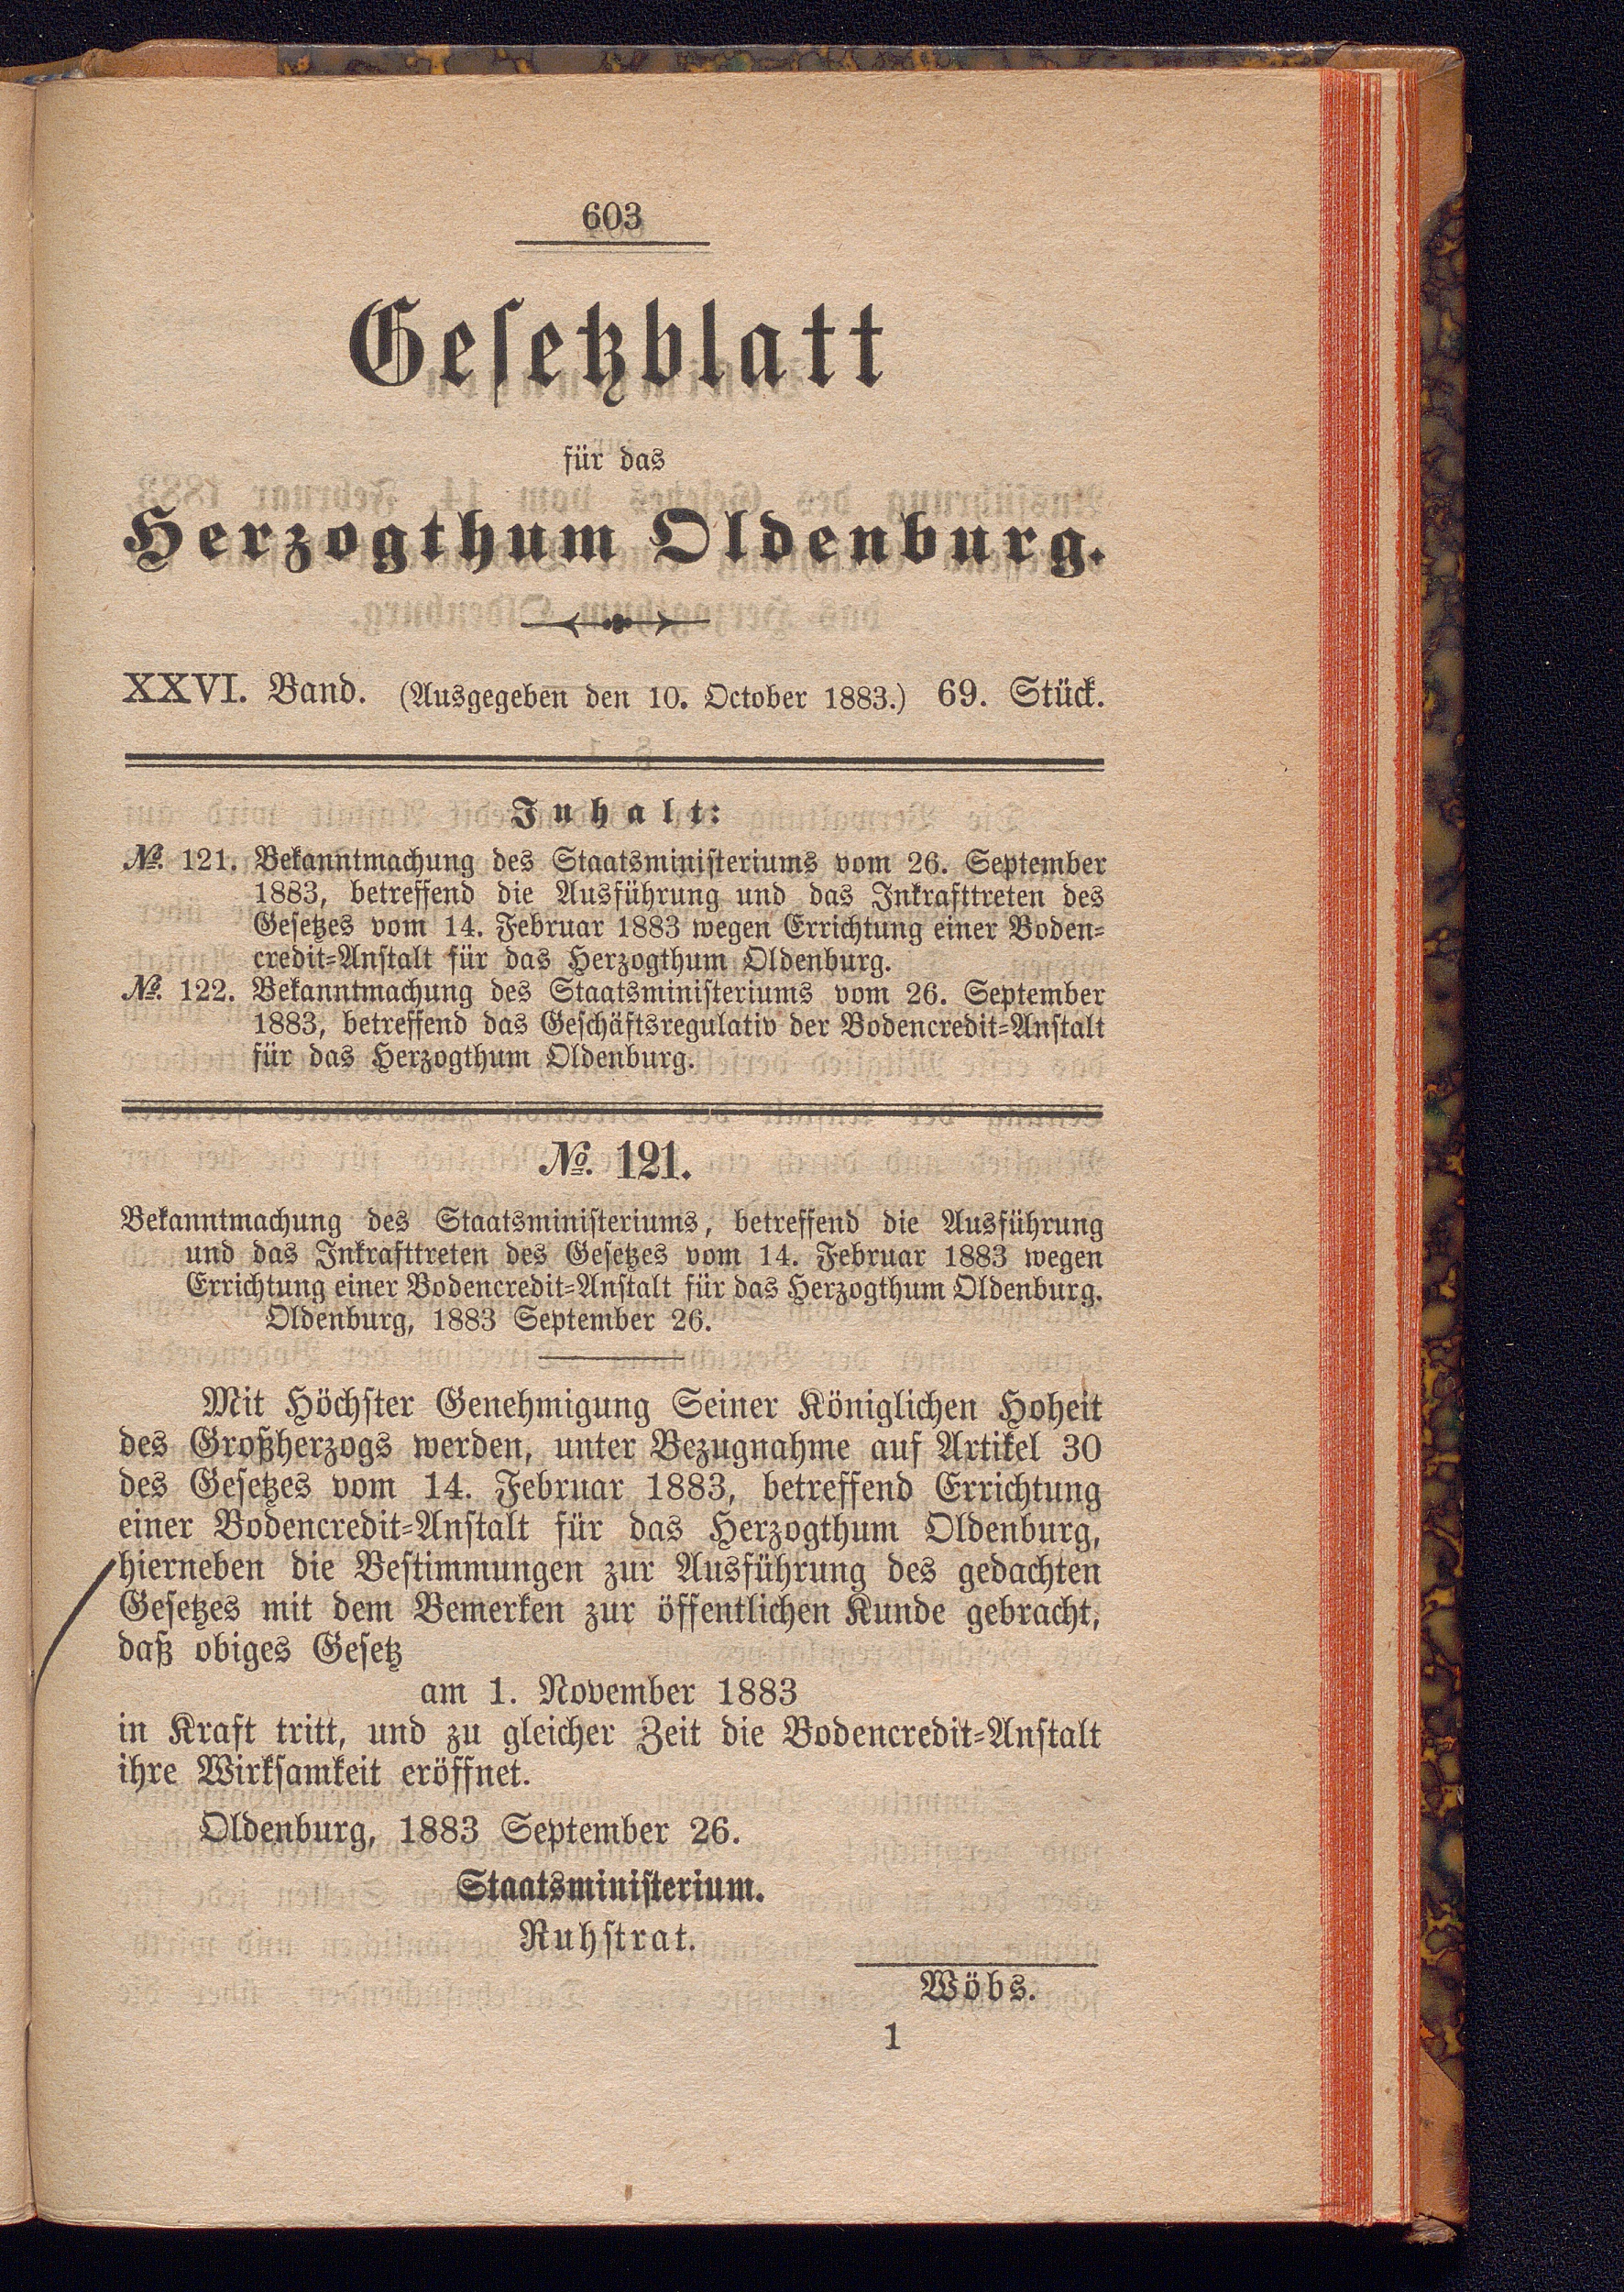 603
Gesetzblatt
für das
Herzogthum Oldenburg.
XXVI. Band. (Ausgegeben den 10. October 1883.) 69. Stück.
Inhalt:
№. 121. Bekanntmachung des Staatsministeriums vom 26. September
1883, betreffend die Ausführung und das Inkrafttreten des
Gesetzes vom 14. Februar 1883 wegen Errichtung einer Boden-
credit-Anstalt für das Herzogthum Oldenburg.
№. 122. Bekanntmachung des Staatsministeriums vom 26. September
1883, betreffend das Geschäftsregulativ der Bodencredit-Anstalt
für das Herzogthum Oldenburg.
№. 121.
Bekanntmachung des Staatsministeriums, betreffend die Ausführung
und das Inkrafttreten des Gesetzes vom 14. Februar 1883 wegen
Errichtung einer Bodencredit-Anstalt für das Herzogthum Oldenburg.
Oldenburg, 1883 September 26.
Mit Höchster Genehmigung Seiner Königlichen Hoheit
des Großherzogs werden, unter Bezugnahme auf Artikel 30
des Gesetzes vom 14. Februar 1883, betreffend Errichtung
einer Bodencredit-Anstalt für das Herzogthum Oldenburg,
hierneben die Bestimmungen zur Ausführung des gedachten
Gesetzes mit dem Bemerken zur öffentlichen Kunde gebracht,
daß obiges Gesetz
am 1. November 1883
in Kraft tritt, und zu gleicher Zeit die Bodencredit-Anstalt
ihre Wirksamkeit eröffnet.
Oldenburg, 1883 September 26.
Staatsministerium.
Ruhstrat.
Wöbs.
1